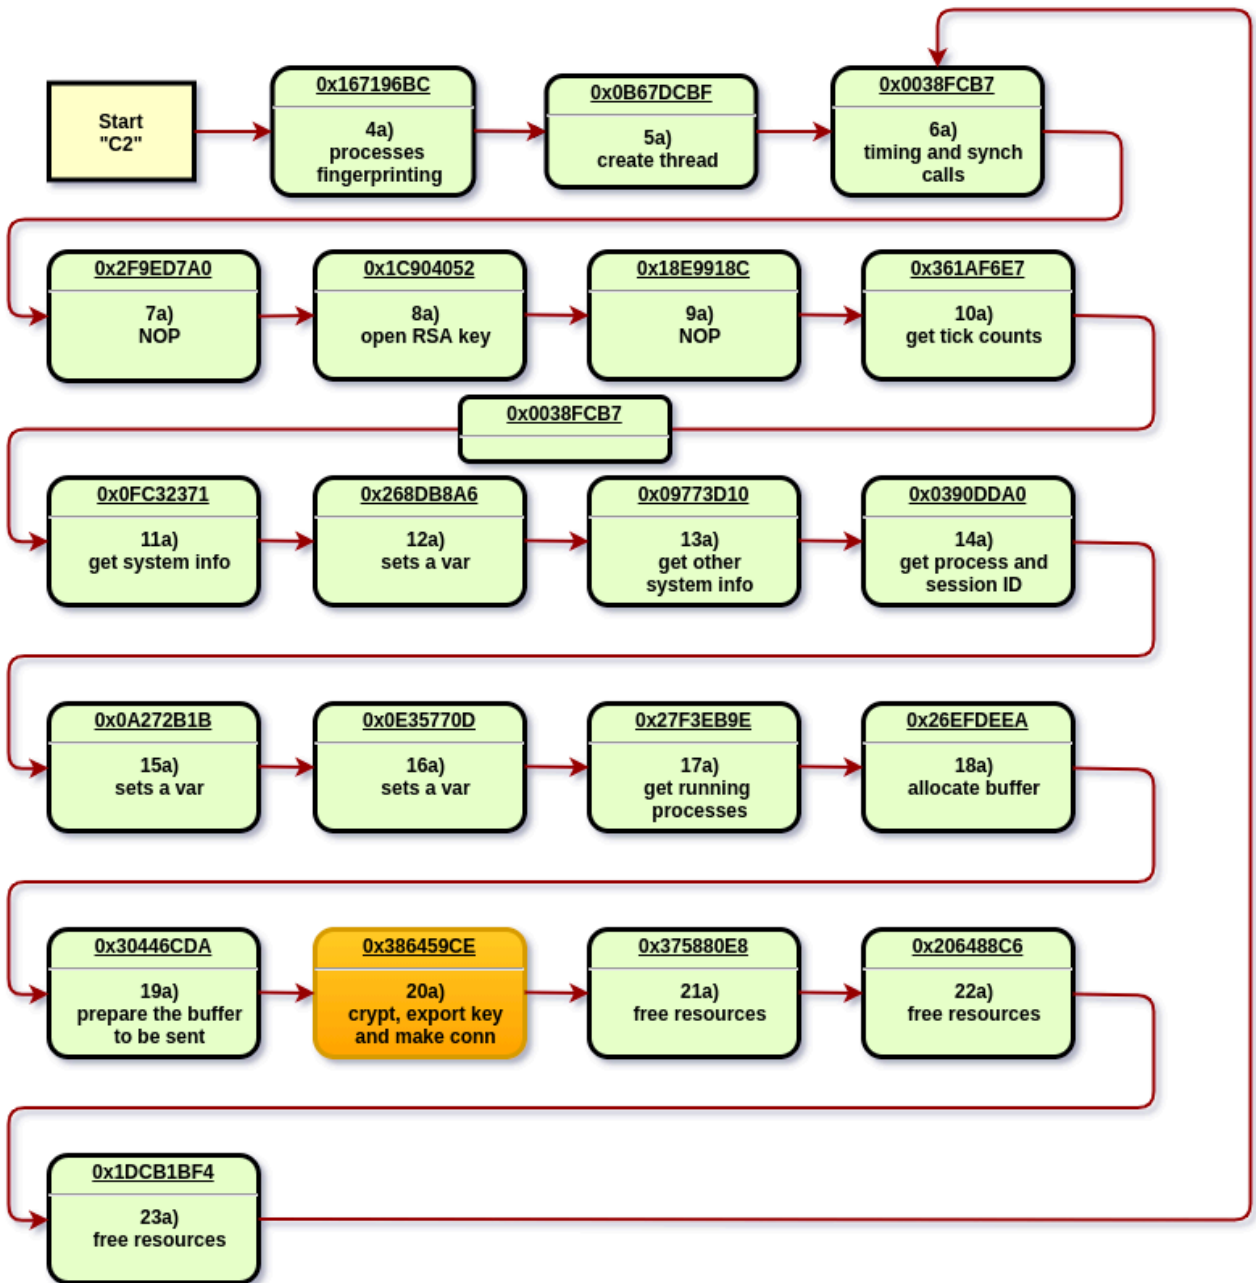 Start
"C2"
0x167196BC
4a)
processes
fingerprinting
0x0B67DCBF
5a)
create thread
0x0038FCB7
6a)
timing and synch
calls
0x2F9ED7A0
7a)
NOP
0x1C904052
8a)
open RSA key
0x18E9918C
9a)
NOP
0x361AF6E7
10a)
get tick counts
0x0038FCB7
0x0FC32371
11a)
get system info
0x268DB8A6
12a)
sets a var
0x09773D10
13a)
get other
system info
0x0390DDA0
14a)
get process and
session ID
0x0A272B1B
15a)
sets a var
0x0E35770D
16a)
sets a var
0x27F3EB9E
17a)
get running
processes
0x26EFDEEA
18a)
allocate buffer
0x30446CDA
19a)
prepare the buffer
to be sent
0x386459CE
20a)
crypt, export key
and make conn
0x375880E8
21a)
free resources
0x206488C6
22a)
free resources
0x1DCB1BF4
23a)
free resources